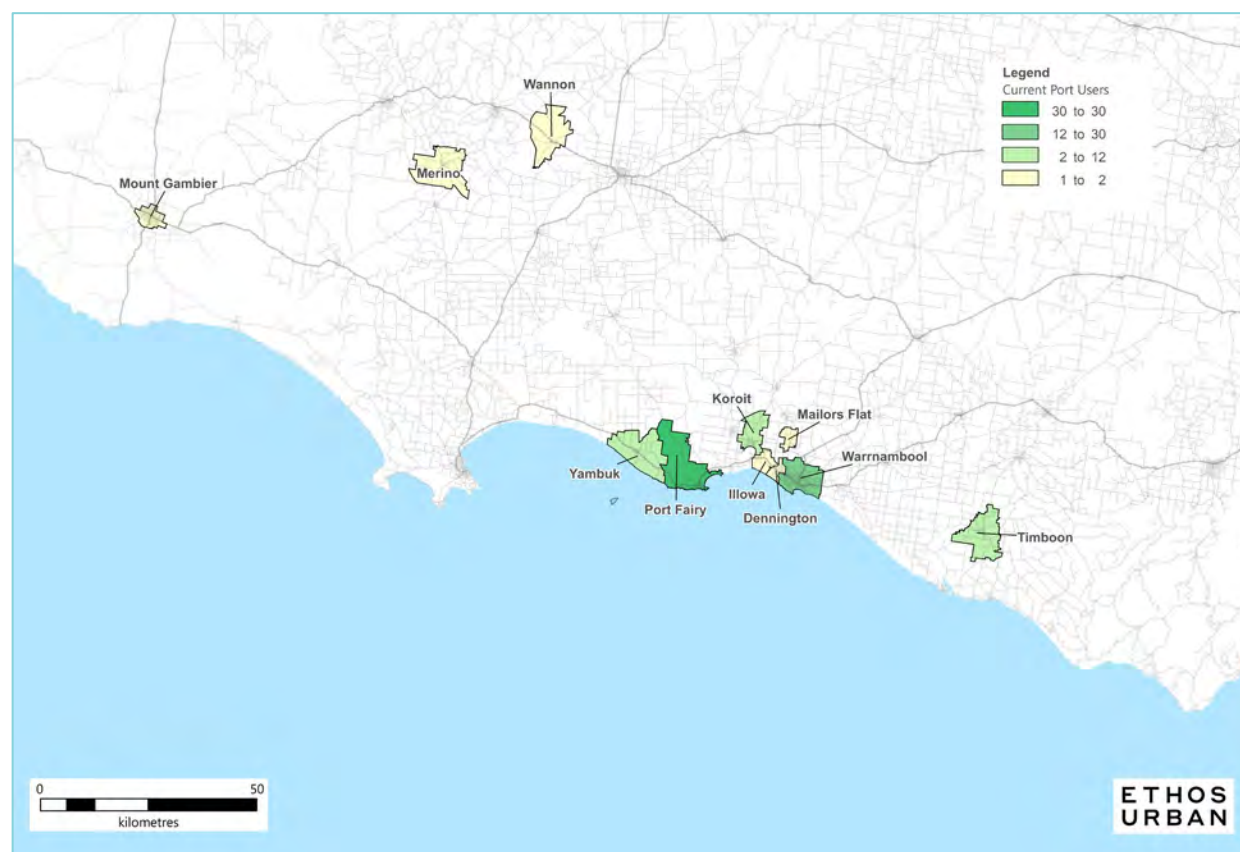 Legend
Current Port Users
30 to 30
12 to 30
2 to 12
1 to 2
Wannon
Merino
Mount Gambier
Koroit
Mailors Flat
Warrnambool
Yambuk
Illowa
Port Fairy
Dennington
Timboon
0 50
kilometres
ETHOS
URBAN